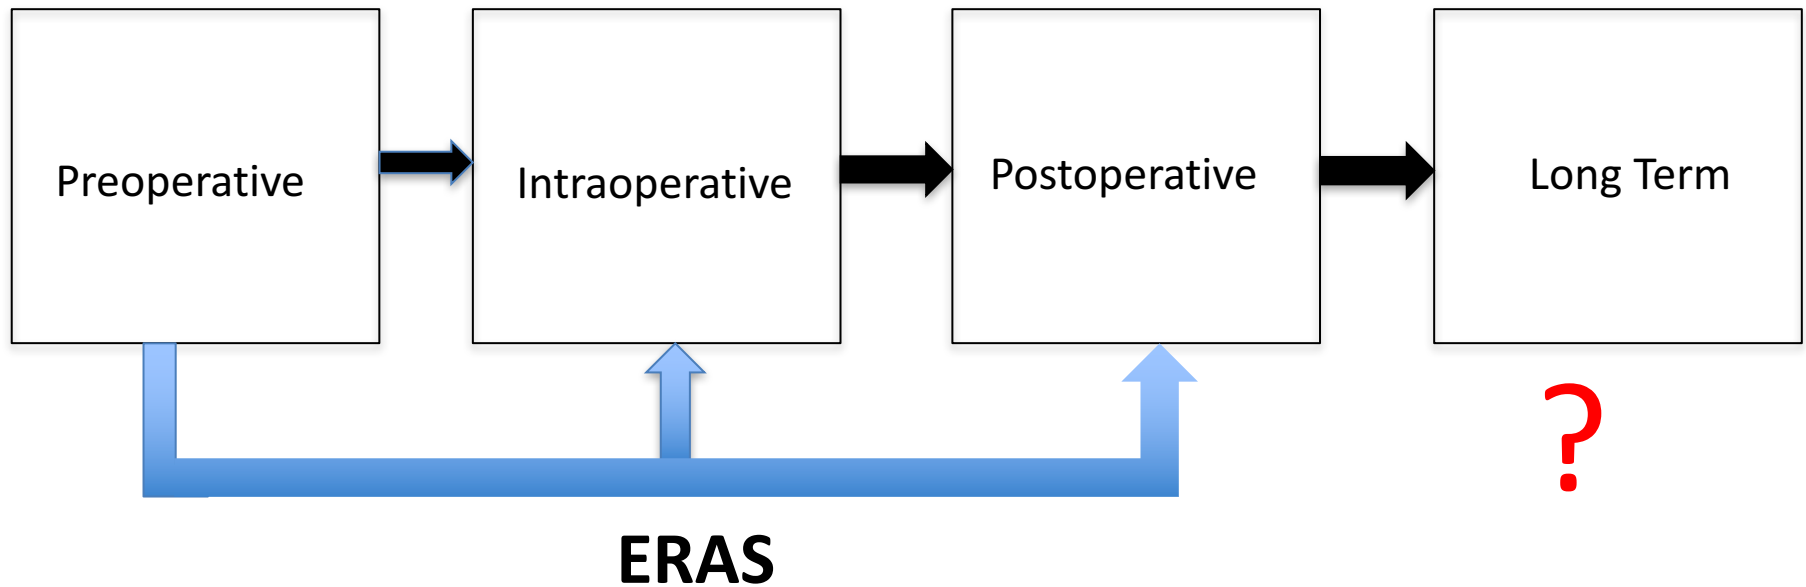 Preoperative
Intraoperative
Postoperative
Long Term
?
ERAS